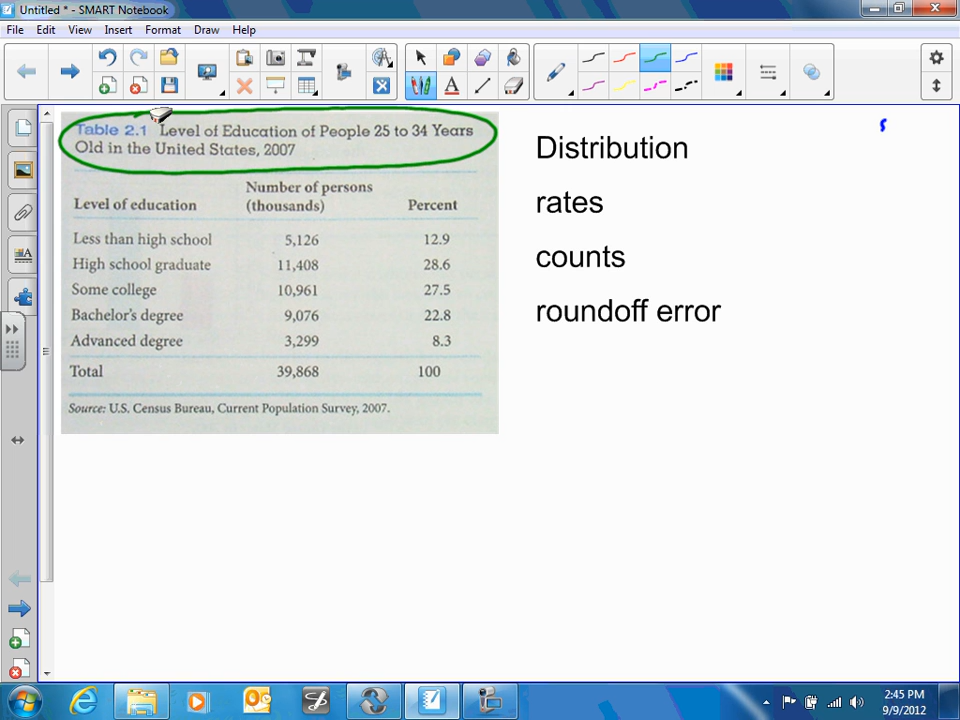 Untitled * - SMART Notebook
File Edit View Insert Format Draw Help
Table 2.1 Level of Education of People 25 to 34 Years
Old in the United States, 2007
Level of education Number of persons (thousands) Percent
Less than high school 5,126 12.9
High school graduate 11,408 28.6
Some college 10,961 27.5
Bachelor's degree 9,076 22.8
Advanced degree 3,299 8.3
Total 39,868 100
Source: U.S. Census Bureau, Current Population Survey, 2007.
Distribution
rates
counts
roundoff error
2:45 PM
9/9/2012